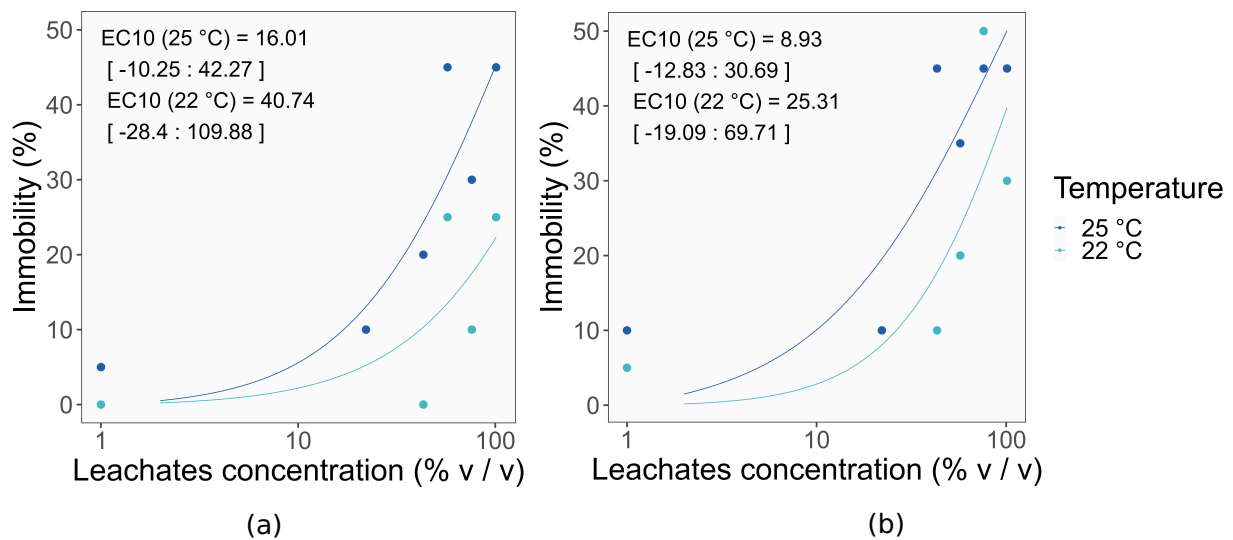 EC10 (25 °C) = 16.01
[ -10.25 : 42.27 ]
EC10 (22 °C) = 40.74
[ -28.4 : 109.88 ]
50
40
30
20
10
0
Immobility (%)
1
10
100
Leachates concentration (% v / v)
(a)
EC10 (25 °C) = 8.93
[ -12.83 : 30.69 ]
EC10 (22 °C) = 25.31
[ -19.09 : 69.71 ]
50
40
30
20
10
0
Immobility (%)
1
10
100
Leachates concentration (% v / v)
(b)
Temperature
25 °C
22 °C